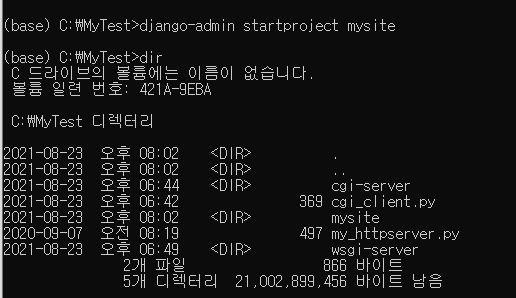 (base) C:₩MyTest>django-admin startproject mysite
(base) C:₩MyTest>dir
C 드라이브의 볼륨에는 이름이 없습니다.
볼륨 일련 번호: 421A-9EBA
C:₩MyTest 디렉터리
2021-08-23 오후 08:02 <DIR> .
2021-08-23 오후 08:02 <DIR> ..
2021-08-23 오후 06:44 <DIR> cgi-server
2021-08-23 오후 06:42 369 cgi_client.py
2021-08-23 오후 08:02 <DIR> mysite
2020-09-07 오전 08:19 497 my_httpserver.py
2021-08-23 오후 06:49 <DIR> wsgi-server
2개 파일 866 바이트
5개 디렉터리 21,002,899,456 바이트 남음